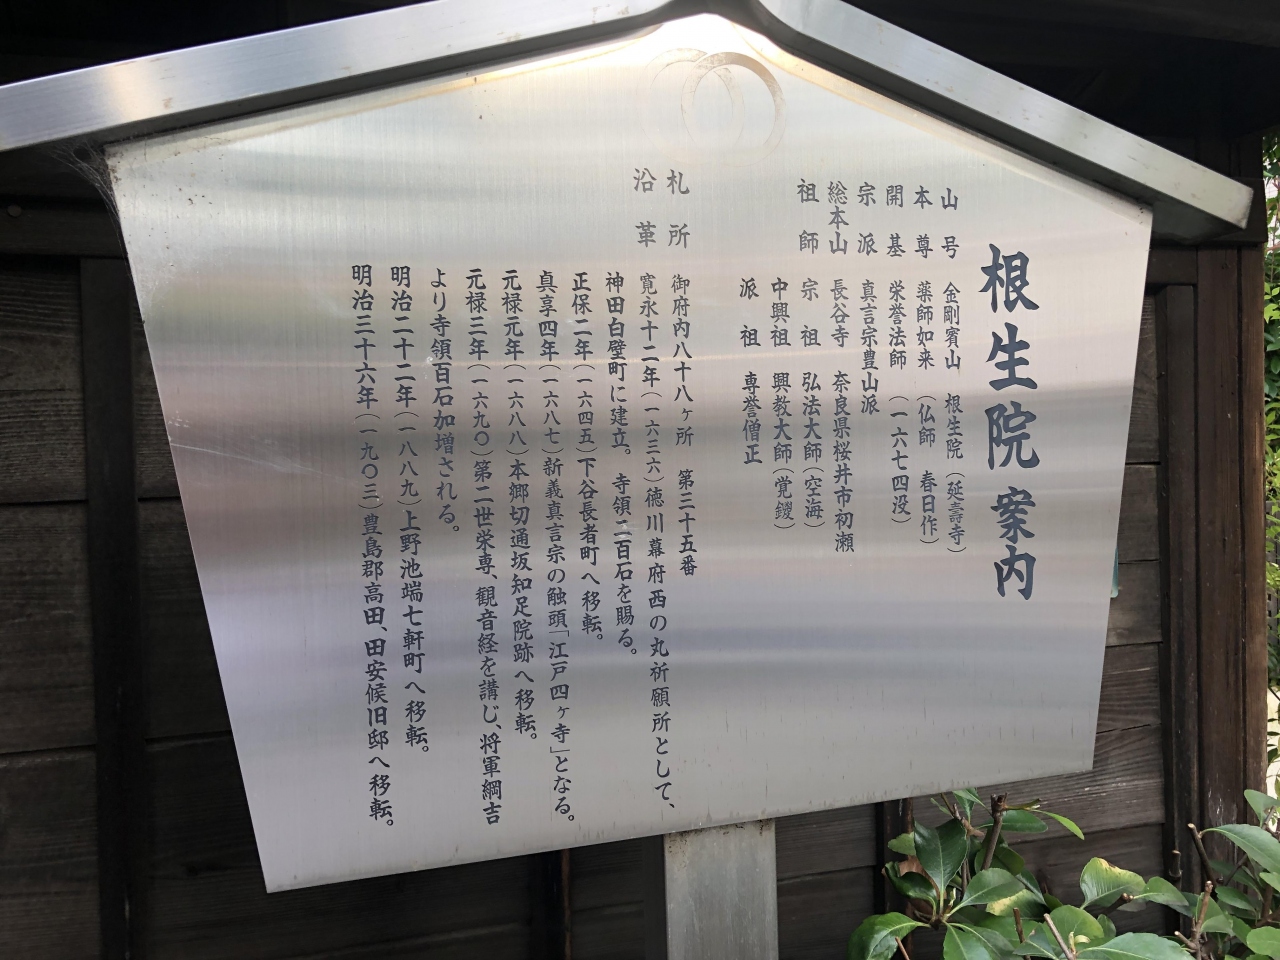 根生院案内
山号 金剛寳山 根生院(延壽寺)
本尊 薬師如来(仏師 春日作)
開基 栄誉法師(一六七四没)
宗派 真言宗豊山派
総本山 長谷寺 奈良県桜井市初瀬
祖師 宗祖 弘法大師(空海)
中興祖 興教大師(覚鑁)
派祖 専誉僧正
札所 御府内八十八ヶ所 第三十五番
沿革 寛永十二年(一六三六)徳川幕府西の丸祈願所として、
神田白壁町に建立。 寺領二百石を賜る。
正保二年(一六四五)下谷長者町へ移転。
真享四年(一六八七)新義真言宗の触頭「江戸四ヶ寺」となる。
元禄元年(一六八八)本郷切通坂知足院跡へ移転。
元禄三年(一六九〇)第二世栄専、観音経を講じ、将軍綱吉
より寺領百石加増される。
明治二十二年(一八八九)上野池端七軒町へ移転。
明治三十六年(一九〇三)豊島郡高田、田安候旧邸へ移転。